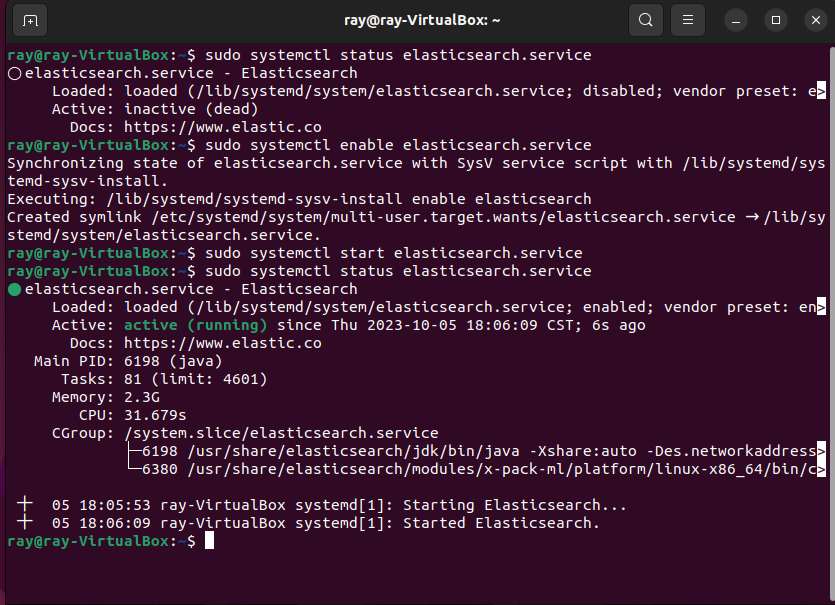 ray@ray-VirtualBox: ~
ray@ray-VirtualBox:~$ sudo systemctl status elasticsearch.service
○ elasticsearch.service - Elasticsearch
     Loaded: loaded (/lib/systemd/system/elasticsearch.service; disabled; vendor preset: e>
     Active: inactive (dead)
       Docs: https://www.elastic.co
ray@ray-VirtualBox:~$ sudo systemctl enable elasticsearch.service
Synchronizing state of elasticsearch.service with SysV service script with /lib/systemd/sys
temd-sysv-install.
Executing: /lib/systemd/systemd-sysv-install enable elasticsearch
Created symlink /etc/systemd/system/multi-user.target.wants/elasticsearch.service → /lib/sy
stemd/system/elasticsearch.service.
ray@ray-VirtualBox:~$ sudo systemctl start elasticsearch.service
ray@ray-VirtualBox:~$ sudo systemctl status elasticsearch.service
● elasticsearch.service - Elasticsearch
     Loaded: loaded (/lib/systemd/system/elasticsearch.service; enabled; vendor preset: en>
     Active: active (running) since Thu 2023-10-05 18:06:09 CST; 6s ago
       Docs: https://www.elastic.co
   Main PID: 6198 (java)
      Tasks: 81 (limit: 4601)
     Memory: 2.3G
        CPU: 31.679s
     CGroup: /system.slice/elasticsearch.service
             ├─6198 /usr/share/elasticsearch/jdk/bin/java -Xshare:auto -Des.networkaddress>
             └─6380 /usr/share/elasticsearch/modules/x-pack-ml/platform/linux-x86_64/bin/c>
十  05 18:05:53 ray-VirtualBox systemd[1]: Starting Elasticsearch...
十  05 18:06:09 ray-VirtualBox systemd[1]: Started Elasticsearch.
ray@ray-VirtualBox:~$